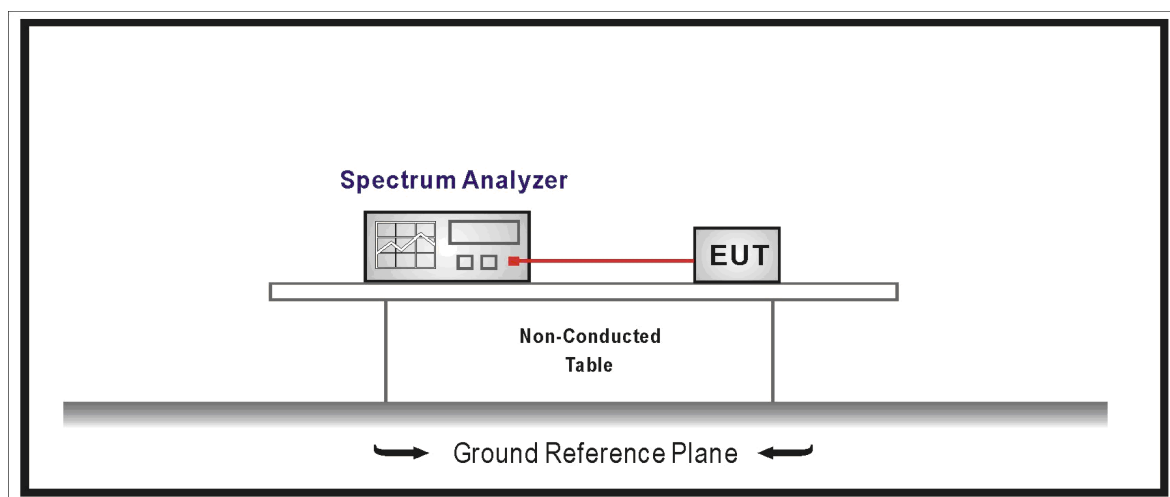 Spectrum Analyzer
EUT
Non-Conducted
Table
Ground Reference Plane